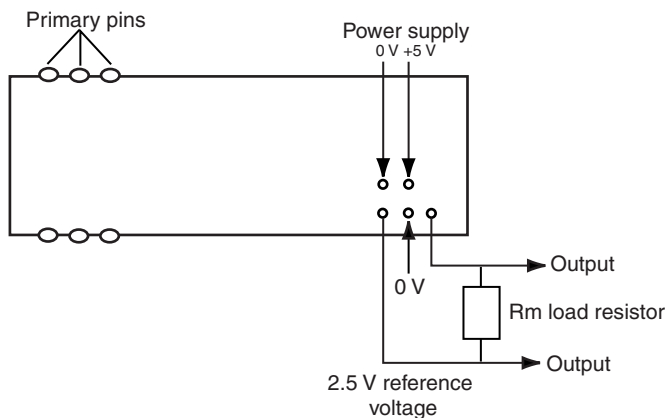 Primary pins
Power supply
0 V +5 V
Output
0 V
Rm load resistor
Output
2.5 V reference
voltage